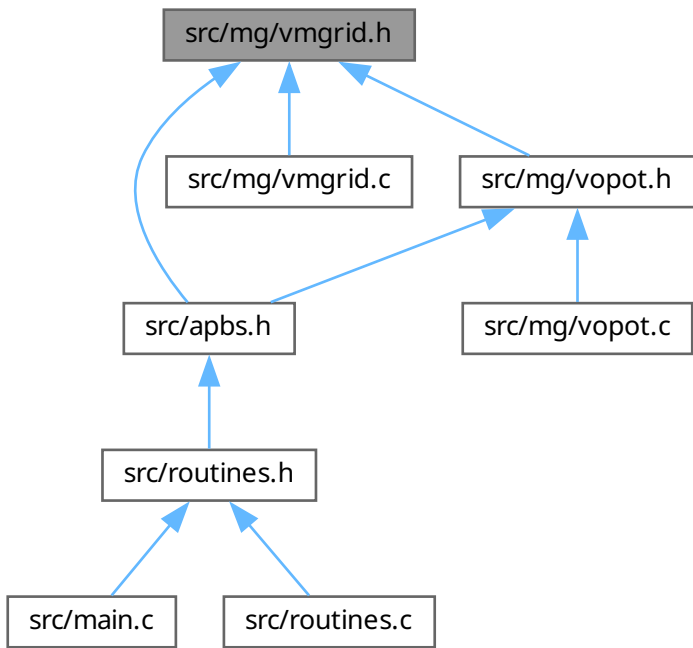 src/mg/vmgrid.h
src/mg/vmgrid.c
src/mg/vopot.h
src/apbs.h
src/mg/vopot.c
src/routines.h
src/main.c
src/routines.c